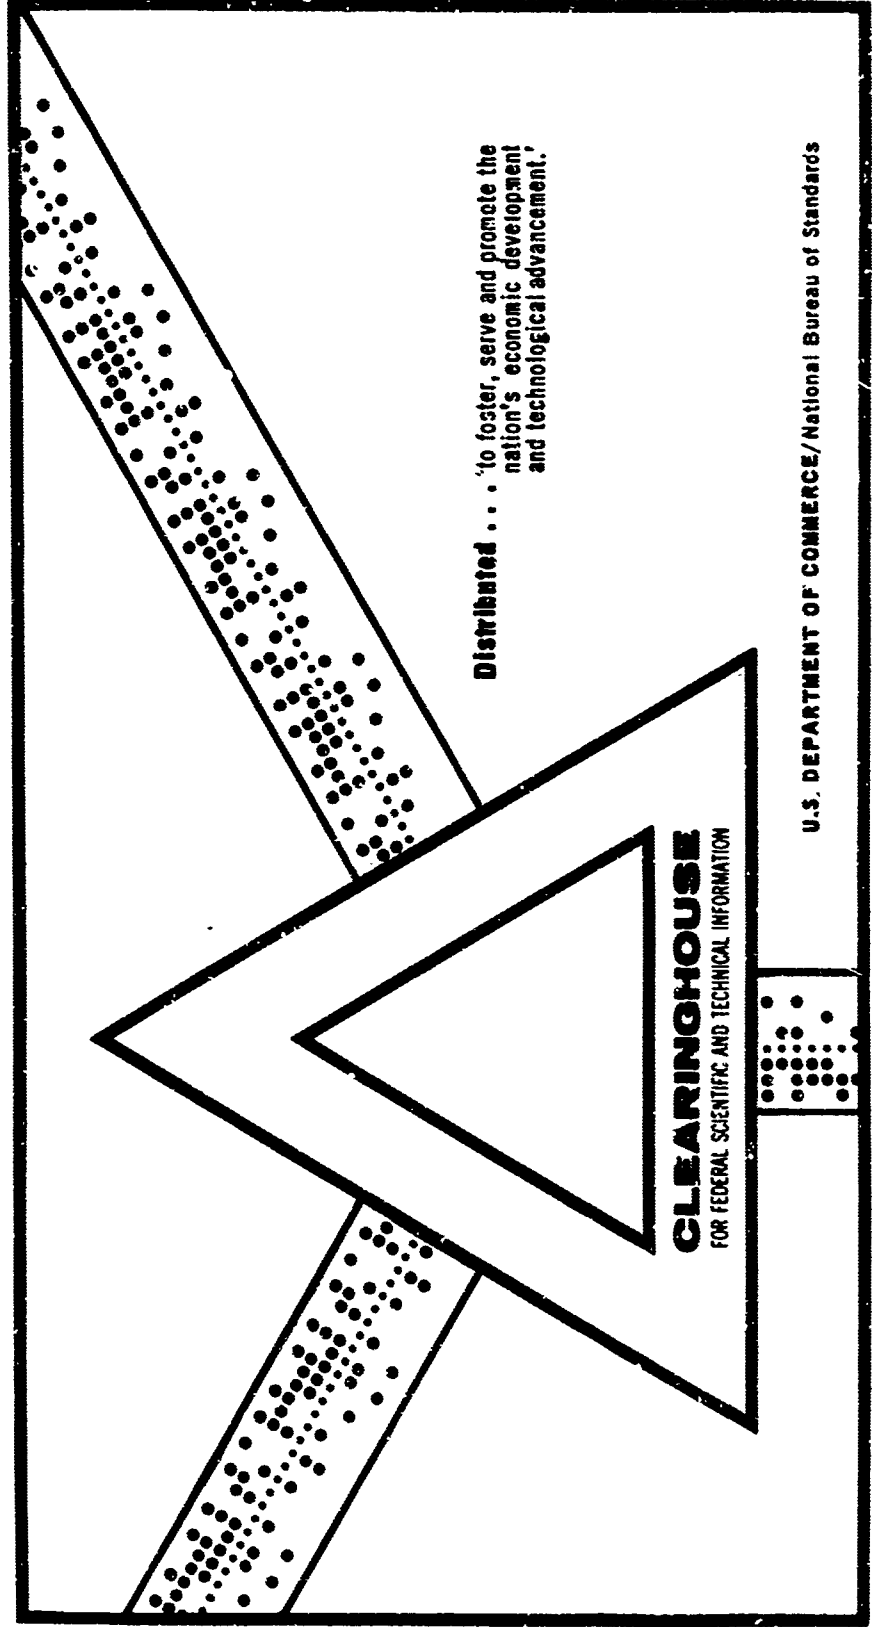 Distributed . . . 'to foster, serve and promote the
nation's economic development
and technological advancement.'
CLEARINGHOUSE
FOR FEDERAL SCIENTIFIC AND TECHNICAL INFORMATION
U.S. DEPARTMENT OF COMMERCE/National Bureau of Standards